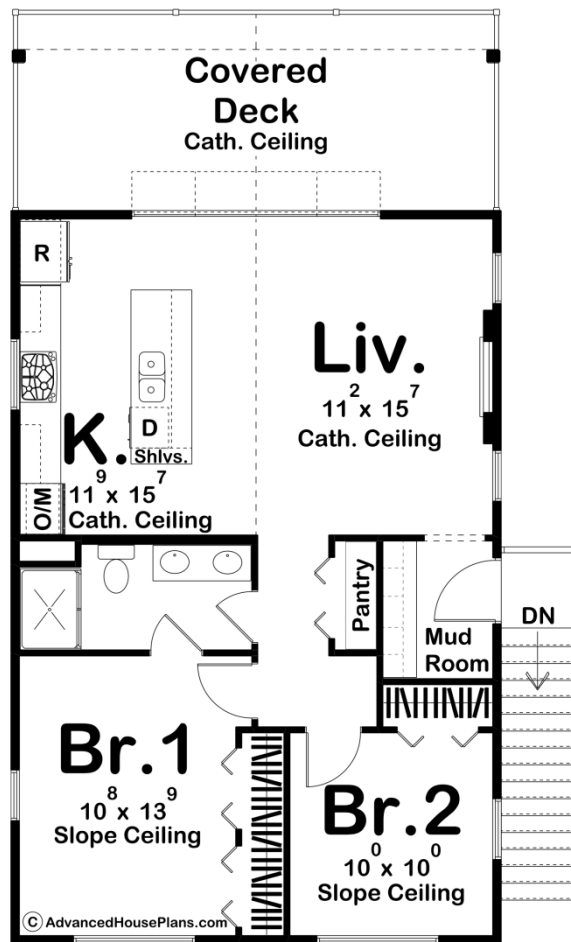 Covered
Deck
Cath. Ceiling
R
Liv.
11² x 15⁷
Cath. Ceiling
D
K.
Shlvs.
11⁹ x 15⁷
Cath. Ceiling
O/M
Pantry
Mud
Room
DN
Br.1
10⁸ x 13⁹
Slope Ceiling
Br.2
10⁰ x 10⁰
Slope Ceiling
© AdvancedHousePlans.com